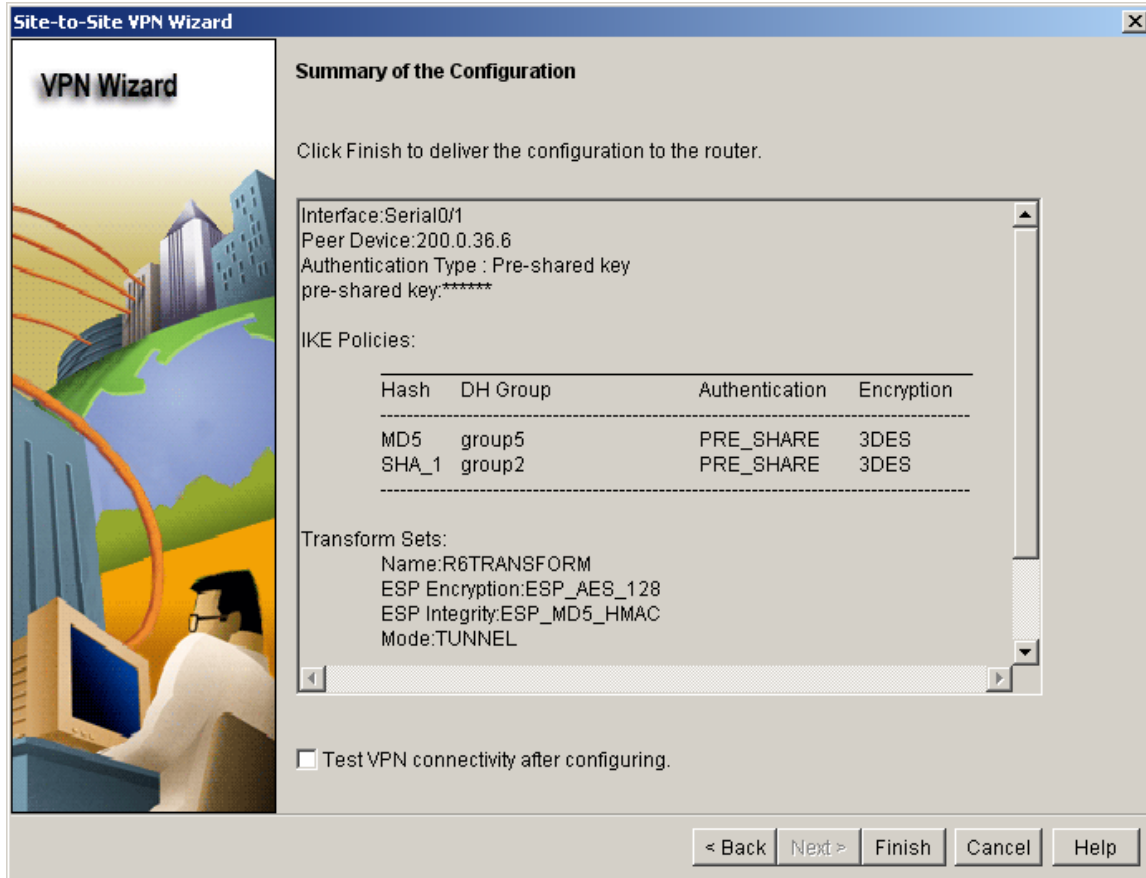 Site-to-Site VPN Wizard
VPN Wizard
Summary of the Configuration
Click Finish to deliver the configuration to the router.
Interface:Serial0/1
Peer Device:200.0.36.6
Authentication Type : Pre-shared key
pre-shared key:******
IKE Policies:
Hash DH Group Authentication Encryption
MD5 group5 PRE_SHARE 3DES
SHA_1 group2 PRE_SHARE 3DES
Transform Sets:
Name:R6TRANSFORM
ESP Encryption:ESP_AES_128
ESP Integrity:ESP_MD5_HMAC
Mode:TUNNEL
Test VPN connectivity after configuring.
< Back Next > Finish Cancel Help